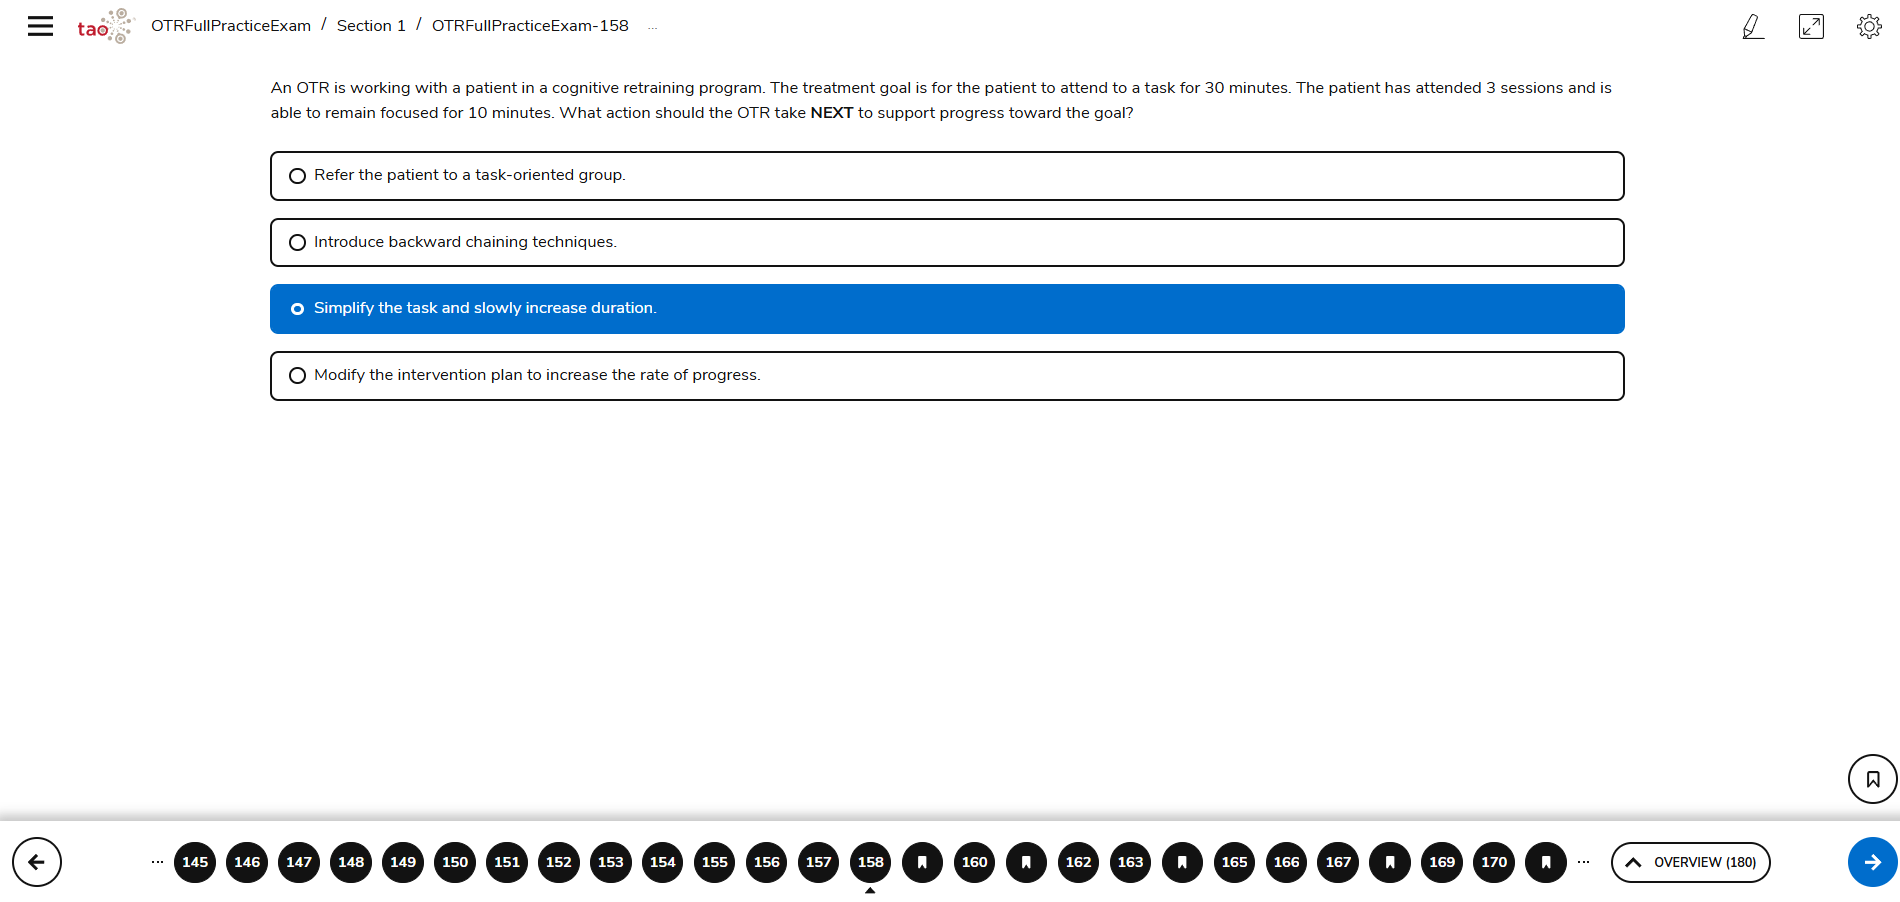 tao OTRFullPracticeExam / Section 1 / OTRFullPracticeExam-158 ...
An OTR is working with a patient in a cognitive retraining program. The treatment goal is for the patient to attend to a task for 30 minutes. The patient has attended 3 sessions and is
able to remain focused for 10 minutes. What action should the OTR take NEXT to support progress toward the goal?
Refer the patient to a task-oriented group.
Introduce backward chaining techniques.
Simplify the task and slowly increase duration.
Modify the intervention plan to increase the rate of progress.
... 145 146 147 148 149 150 151 152 153 154 155 156 157 158 160 162 163 165 166 167 169 170 ... OVERVIEW (180)